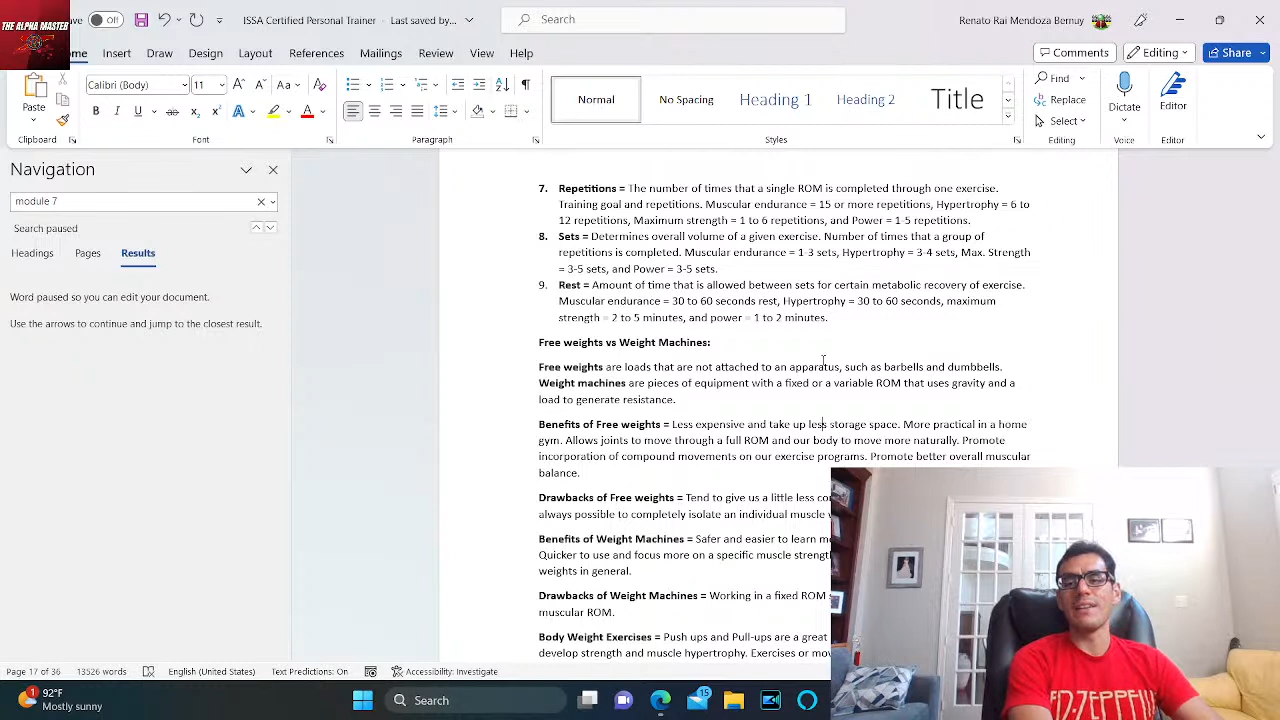 THE ALPHA MASTER
Off
ISSA Certified Personal Trainer - Last saved by...
Search
Renato Rai Mendoza Bernuy
Insert
Draw
Design
Layout
References
Mailings
Review
View
Help
Comments
Editing
Share
Paste
Clipboard
Calibri (Body)
11
Font
Paragraph
Normal
No Spacing
Heading 1
Heading 2
Title
Styles
Find
Replace
Select
Editing
Dictate
Voice
Editor
Editor
Navigation
module 7
Search paused
Headings
Pages
Results
Word paused so you can edit your document.
Use the arrows to continue and jump to the closest result.
7. Repetitions = The number of times that a single ROM is completed through one exercise.
Training goal and repetitions. Muscular endurance = 15 or more repetitions, Hypertrophy = 6 to
12 repetitions, Maximum strength = 1 to 6 repetitions, and Power = 1-5 repetitions.
8. Sets = Determines overall volume of a given exercise. Number of times that a group of
repetitions is completed. Muscular endurance = 1-3 sets, Hypertrophy = 3-4 sets, Max. Strength
= 3-5 sets, and Power = 3-5 sets.
9. Rest = Amount of time that is allowed between sets for certain metabolic recovery of exercise.
Muscular endurance = 30 to 60 seconds rest, Hypertrophy = 30 to 60 seconds, maximum
strength = 2 to 5 minutes, and power = 1 to 2 minutes.
Free weights vs Weight Machines:
Free weights are loads that are not attached to an apparatus, such as barbells and dumbbells.
Weight machines are pieces of equipment with a fixed or a variable ROM that uses gravity and a
load to generate resistance.
Benefits of Free weights = Less expensive and take up less storage space. More practical in a home
gym. Allows joints to move through a full ROM and our body to move more naturally. Promote
incorporation of compound movements on our exercise programs. Promote better overall muscular
balance.
Drawbacks of Free weights = Tend to give us a little less
always possible to completely isolate an individual muscle
Benefits of Weight Machines = Safer and easier to learn
Quicker to use and focus more on a specific muscle
weights in general.
Drawbacks of Weight Machines = Working in a fixed ROM
muscular ROM.
Body Weight Exercises = Push ups and Pull-ups are a great
develop strength and muscle hypertrophy. Exercises or
Page 17 of 36
13526 words
English (United States)
Text Predictions: On
Accessibility: Investigate
1
92°F
Mostly sunny
Search
15